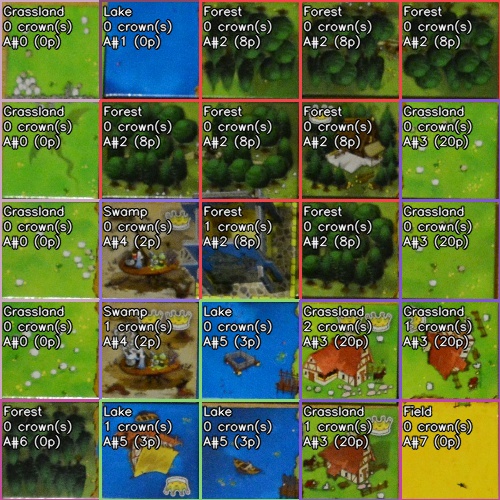 Grassland
0 crown(s)
A#0 (0p)
Lake
0 crown(s)
A#1 (0p)
Forest
0 crown(s)
A#2 (8p)
Forest
0 crown(s)
A#2 (8p)
Forest
0 crown(s)
A#2 (8p)
Grassland
0 crown(s)
A#0 (0p)
Forest
0 crown(s)
A#2 (8p)
Forest
0 crown(s)
A#2 (8p)
Forest
0 crown(s)
A#2 (8p)
Grassland
0 crown(s)
A#3 (20p)
Grassland
0 crown(s)
A#0 (0p)
Swamp
0 crown(s)
A#4 (2p)
Forest
1 crown(s)
A#2 (8p)
Forest
0 crown(s)
A#2 (8p)
Grassland
0 crown(s)
A#3 (20p)
Grassland
0 crown(s)
A#0 (0p)
Swamp
1 crown(s)
A#4 (2p)
Lake
0 crown(s)
A#5 (3p)
Grassland
2 crown(s)
A#3 (20p)
Grassland
1 crown(s)
A#3 (20p)
Forest
0 crown(s)
A#6 (0p)
Lake
1 crown(s)
A#5 (3p)
Lake
0 crown(s)
A#5 (3p)
Grassland
1 crown(s)
A#3 (20p)
Field
0 crown(s)
A#7 (0p)